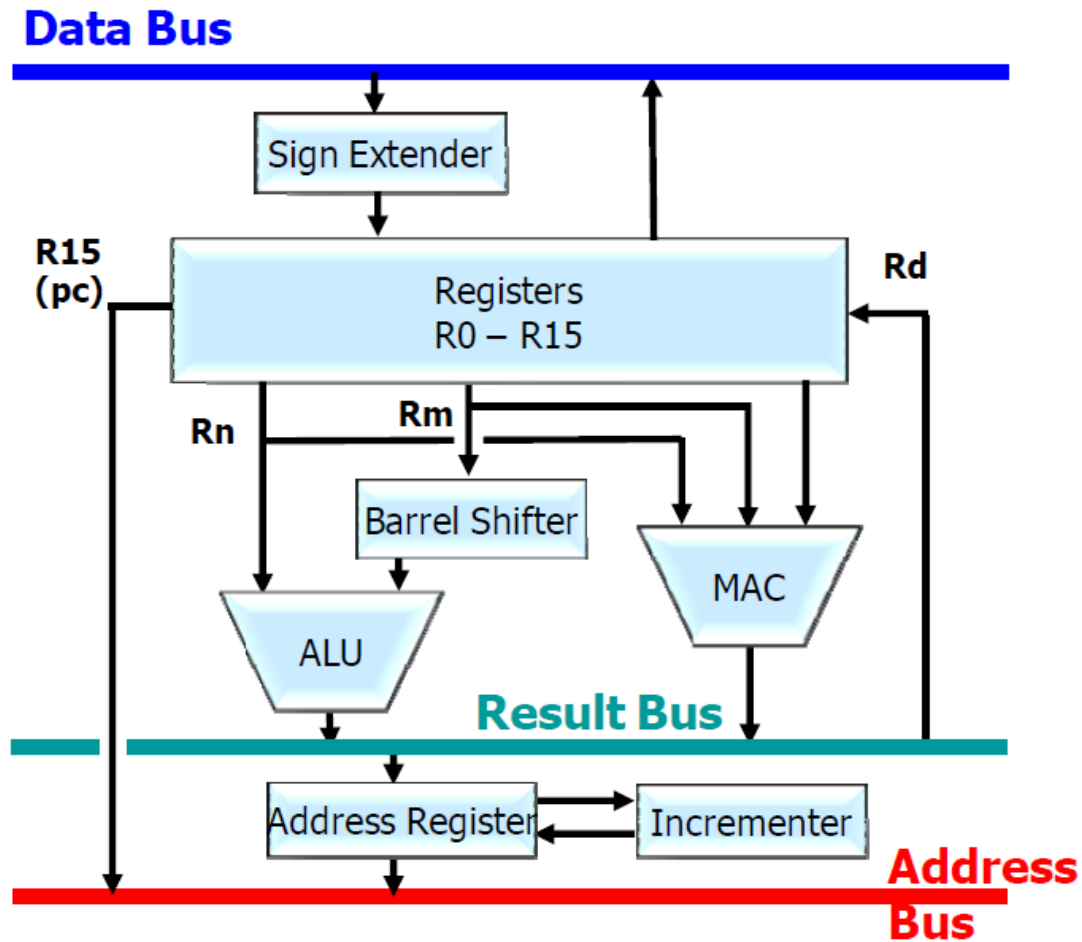 Data Bus
Sign Extender
R15
(pc)
Registers
R0 – R15
Rd
Rn
Rm
Barrel Shifter
MAC
ALU
Result Bus
Address Register
Incrementer
Address
Bus